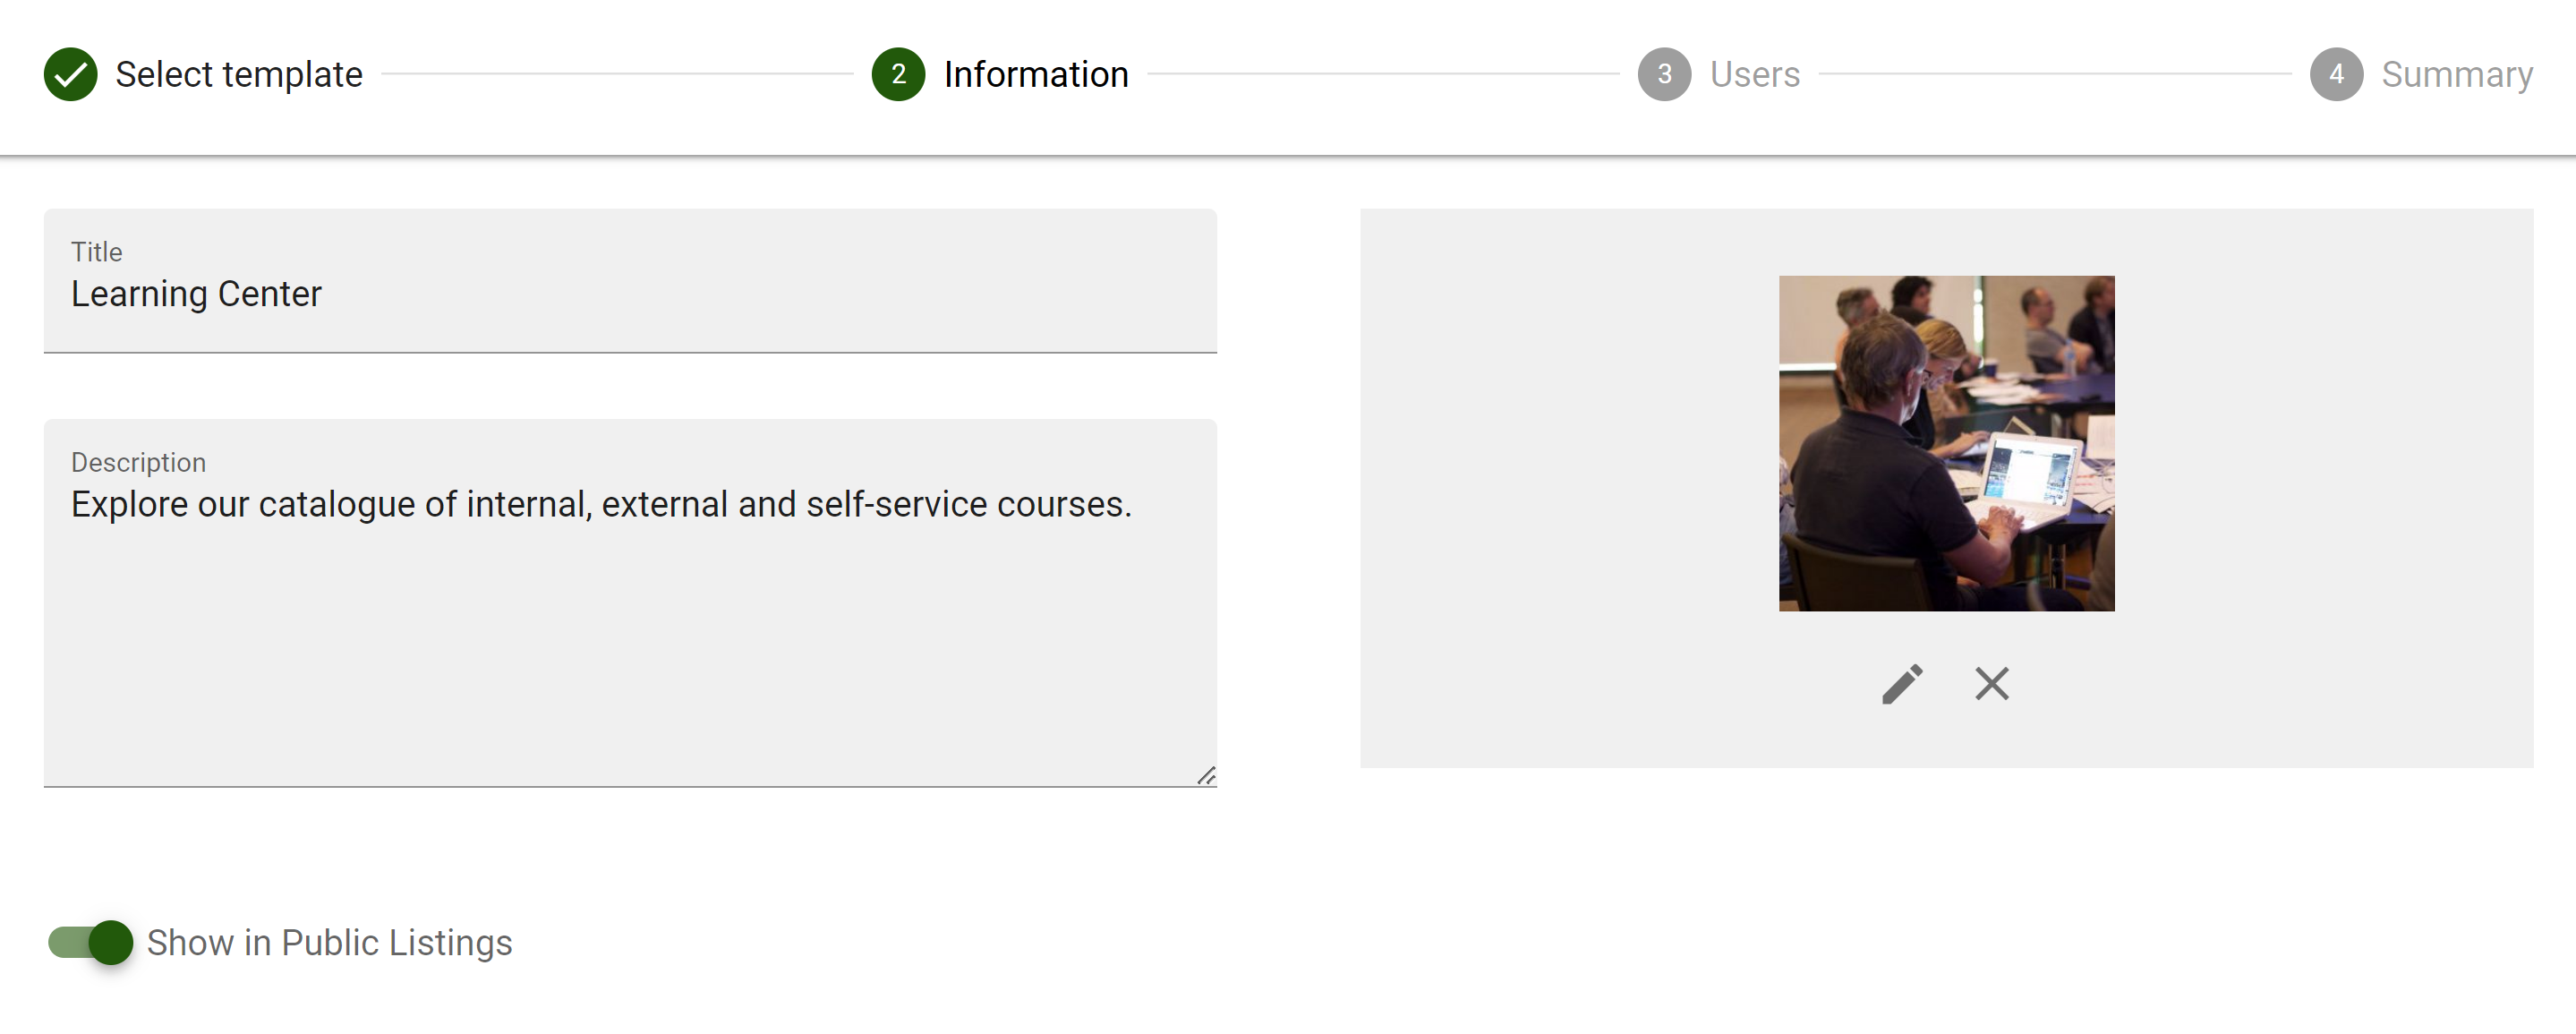 Select template
2 Information
3 Users
4 Summary
Title
Learning Center
Description
Explore our catalogue of internal, external and self-service courses.
Show in Public Listings